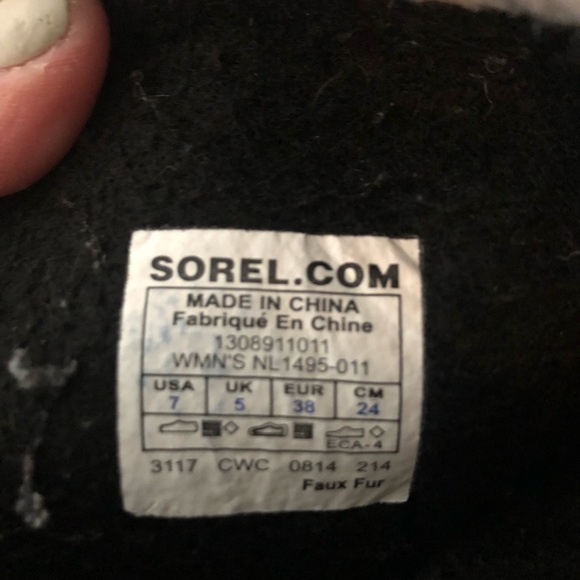 SOREL.COM
MADE IN CHINA
Fabriqué En Chine
1308911011
WMN'S NL1495-011
USA UK EUR CM
7 5 38 24
ECA-4
3117 CWC 0814 214
Faux Fur